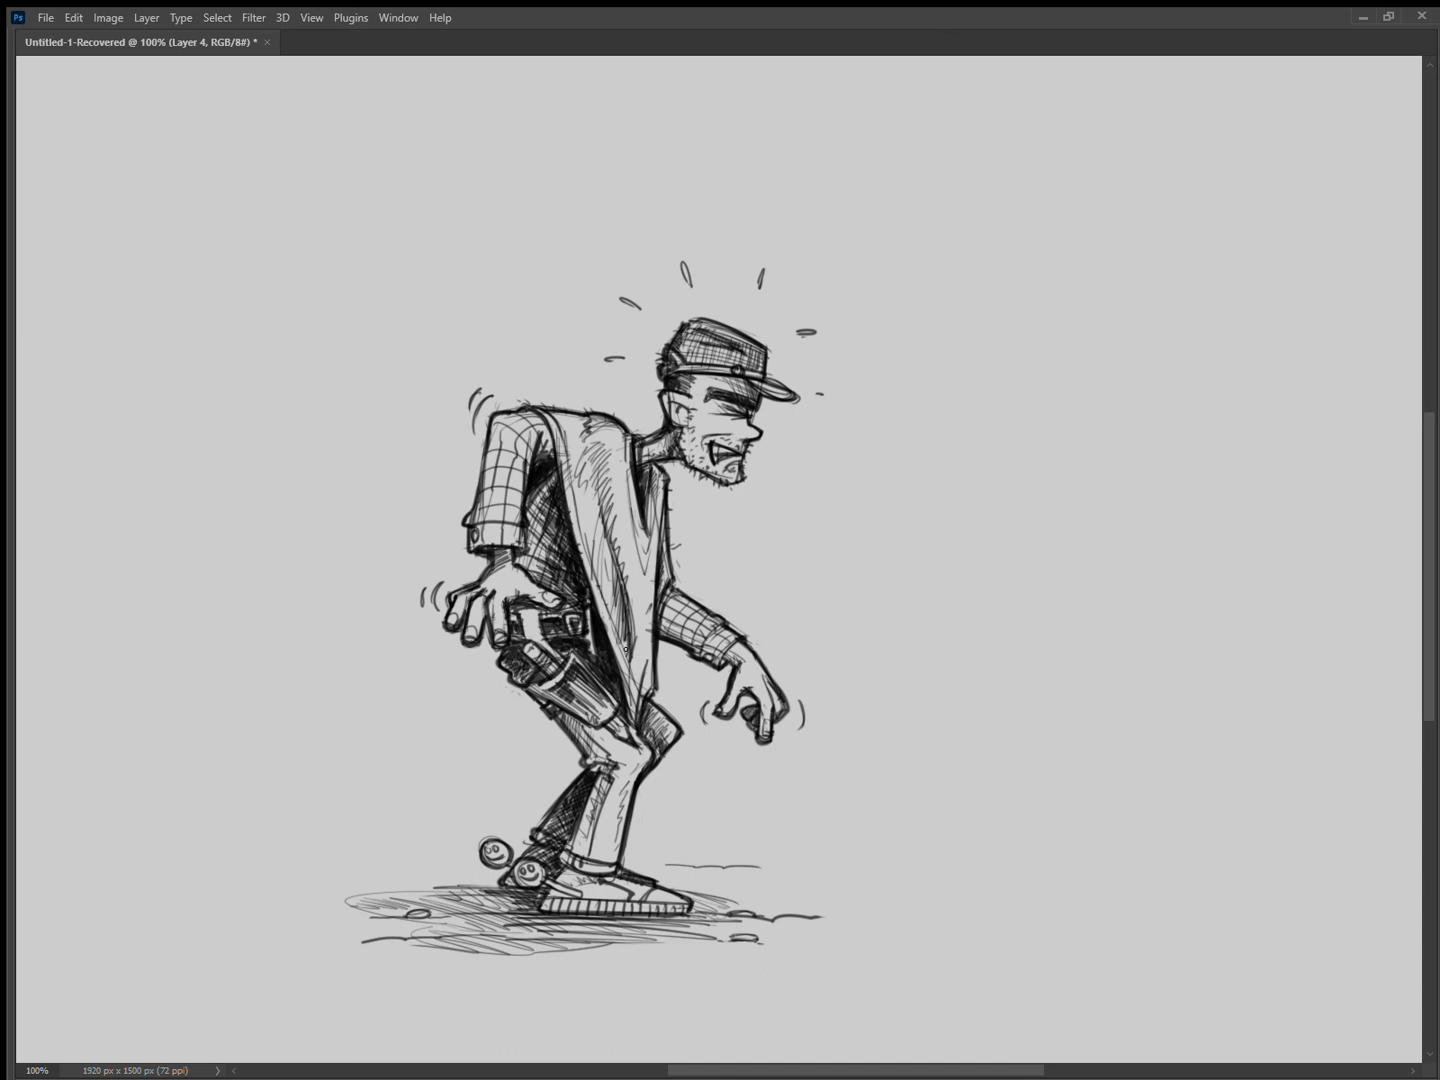 Ps File Edit Image Layer Type Select Filter 3D View Plugins Window Help
Untitled-1-Recovered @ 100% (Layer 4, RGB/8#) *
100% 1920 px x 1500 px (72 ppi)